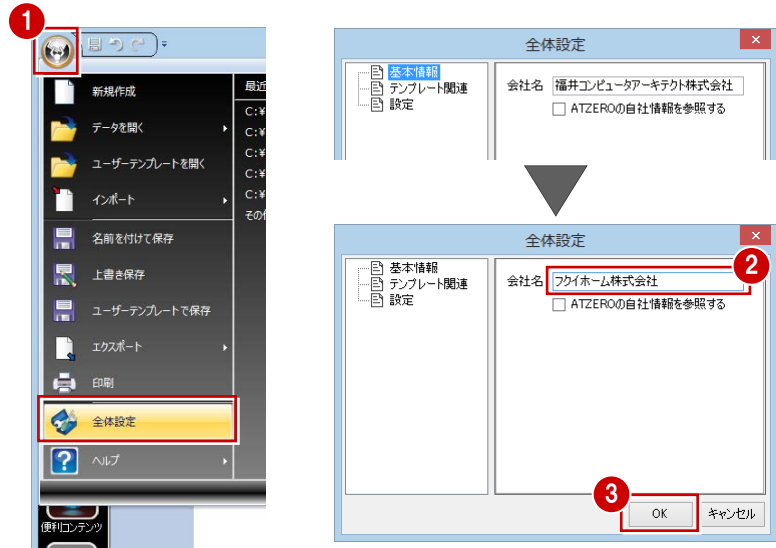 1
新規作成
最近
データを開く
C:¥
C:¥
ユーザーテンプレートを開く
C:¥
C:¥
インポート
C:¥
その他
名前を付けて保存
上書き保存
ユーザーテンプレートで保存
エクスポート
印刷
全体設定
ヘルプ
便利コンテンツ
全体設定
基本情報
テンプレート関連
設定
会社名 福井コンピュータアーキテクト株式会社
ATZEROの自社情報を参照する
全体設定
2
基本情報
テンプレート関連
設定
会社名 フクイホーム株式会社
ATZEROの自社情報を参照する
3
OK キャンセル